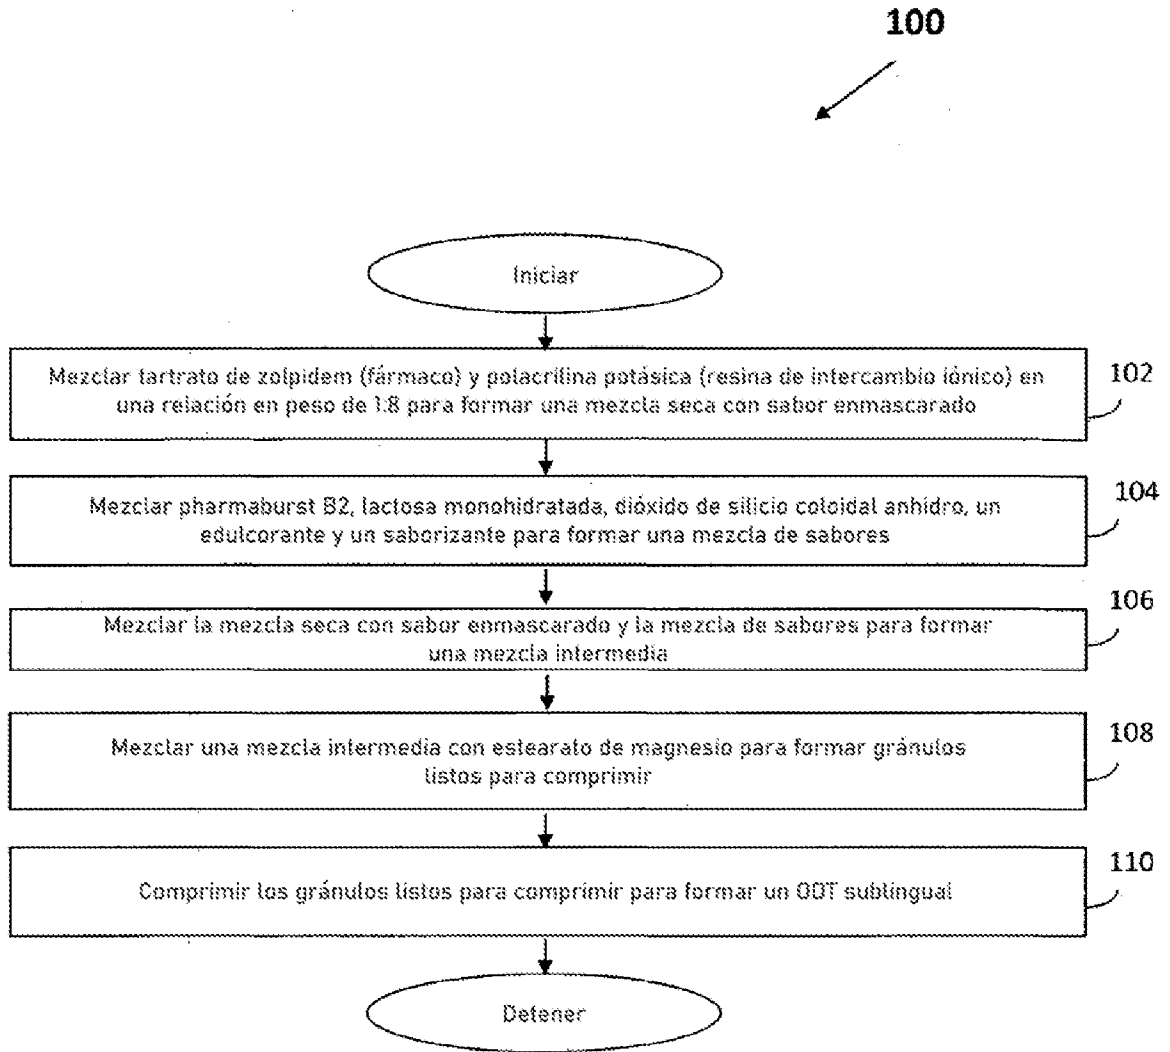 100
Iniciar
Mezclar tartrato de zolpidem (fármaco) y polacrilina potásica (resina de intercambio iónico) en
una relación en peso de 1:8 para formar una mezcla seca con sabor enmascarado
102
Mezclar pharmaburst B2, lactosa monohidratada, dióxido de silicio coloidal anhidro, un
edulcorante y un saborizante para formar una mezcla de sabores
104
Mezclar la mezcla seca con sabor enmascarado y la mezcla de sabores para formar
una mezcla intermedia
106
Mezclar una mezcla intermedia con estearato de magnesio para formar gránulos
listos para comprimir
108
Comprimir los gránulos listos para comprimir para formar un ODT sublingual
110
Detener